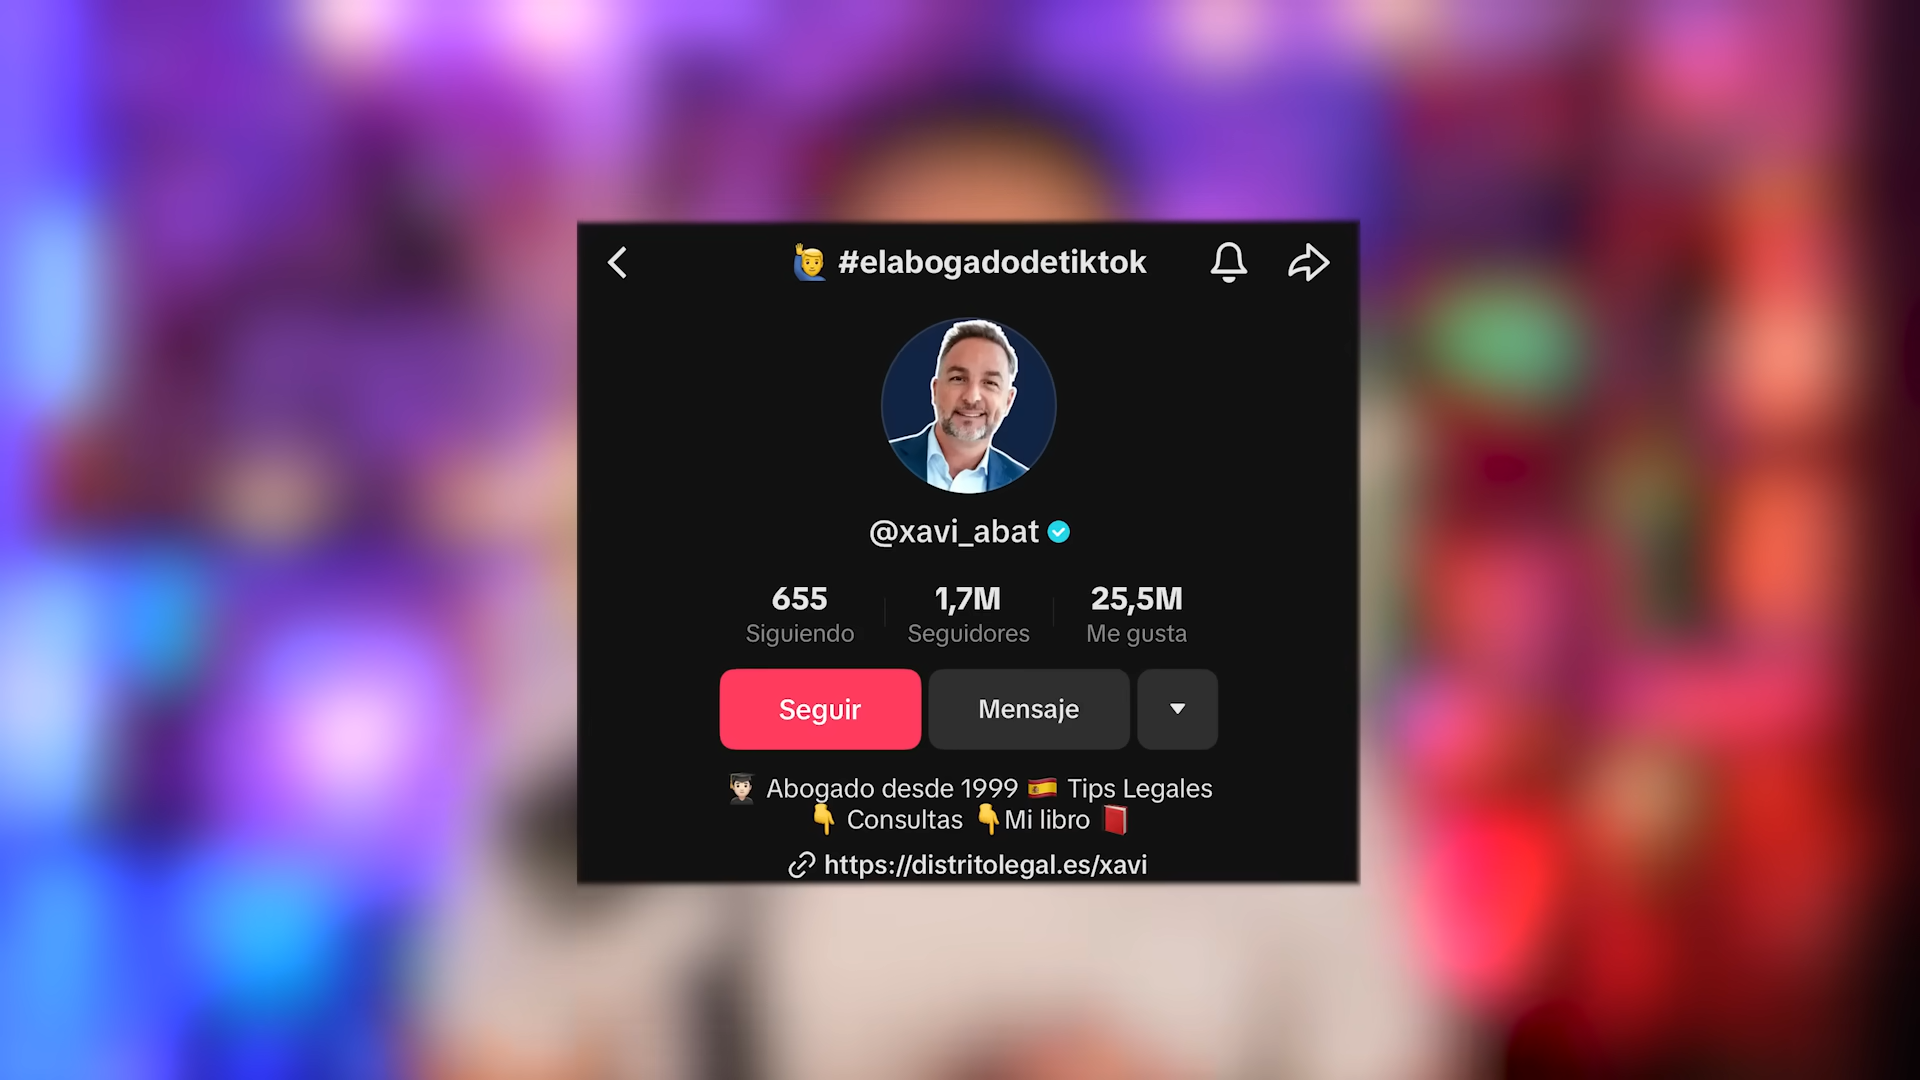 🙋‍♂️ #elabogadodetiktok
@xavi_abat
655 1,7M 25,5M
Siguiendo Seguidores Me gusta
Seguir Mensaje
👨🏻‍🎓 Abogado desde 1999 🇪🇸 Tips Legales
👇 Consultas 👇Mi libro 📕
https://distritolegal.es/xavi